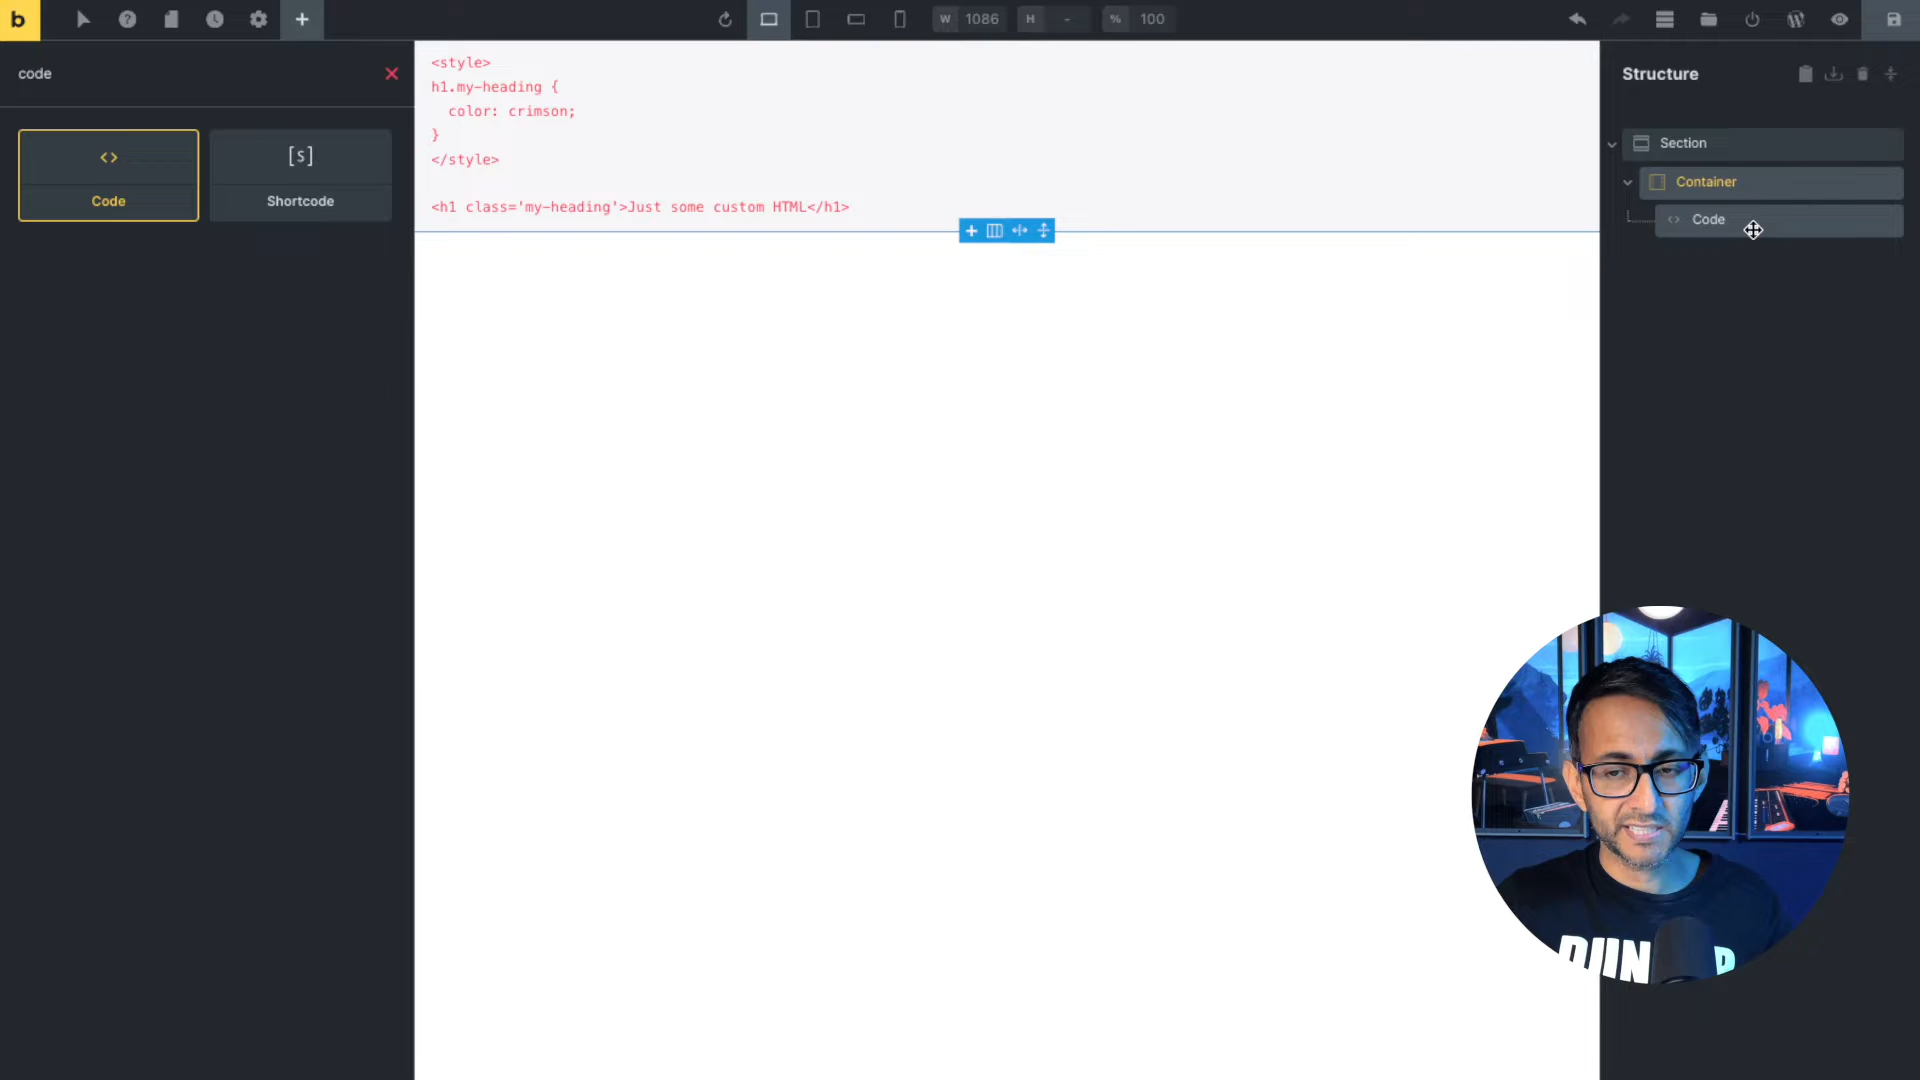 b
W 1086 H - % 100
code
Code
[s]
Shortcode
<style>
h1.my-heading {
color: crimson;
}
</style>
<h1 class='my-heading'>Just some custom HTML</h1>
Structure
Section
Container
<> Code